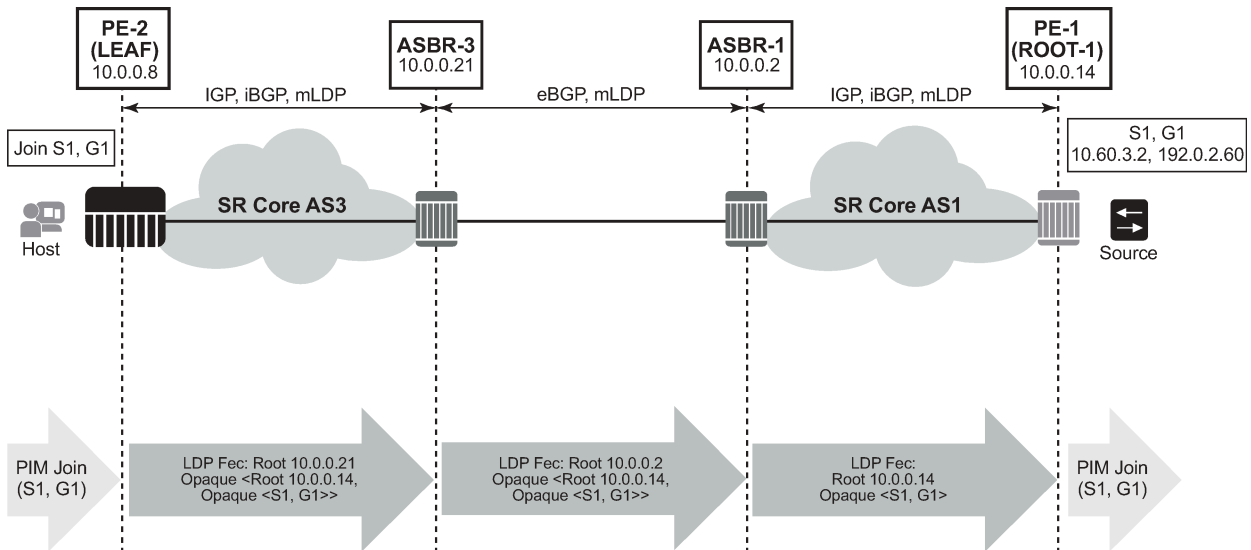 PE-2
(LEAF)
10.0.0.8
ASBR-3
10.0.0.21
ASBR-1
10.0.0.2
PE-1
(ROOT-1)
10.0.0.14
IGP, iBGP, mLDP
eBGP, mLDP
IGP, iBGP, mLDP
Join S1, G1
S1, G1
10.60.3.2, 192.0.2.60
SR Core AS3
SR Core AS1
Host
Source
PIM Join
(S1, G1)
LDP Fec: Root 10.0.0.21
Opaque <Root 10.0.0.14,
Opaque <S1, G1>>
LDP Fec: Root 10.0.0.2
Opaque <Root 10.0.0.14,
Opaque <S1, G1>>
LDP Fec:
Root 10.0.0.14
Opaque <S1, G1>
PIM Join
(S1, G1)